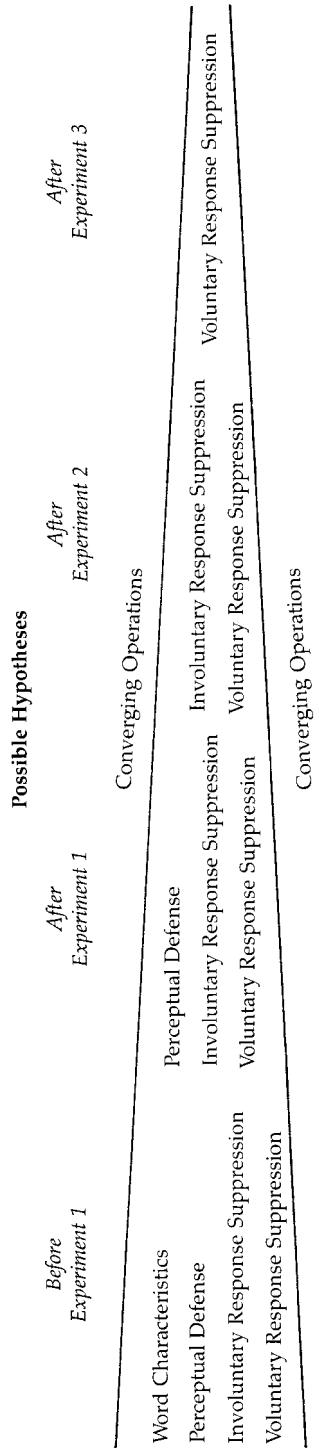 Possible Hypotheses
Before
Experiment 1
After
Experiment 1
After
Experiment 2
After
Experiment 3
Converging Operations
Word Characteristics
Perceptual Defense
Involuntary Response Suppression
Voluntary Response Suppression
Perceptual Defense
Involuntary Response Suppression
Voluntary Response Suppression
Involuntary Response Suppression
Voluntary Response Suppression
Voluntary Response Suppression
Converging Operations